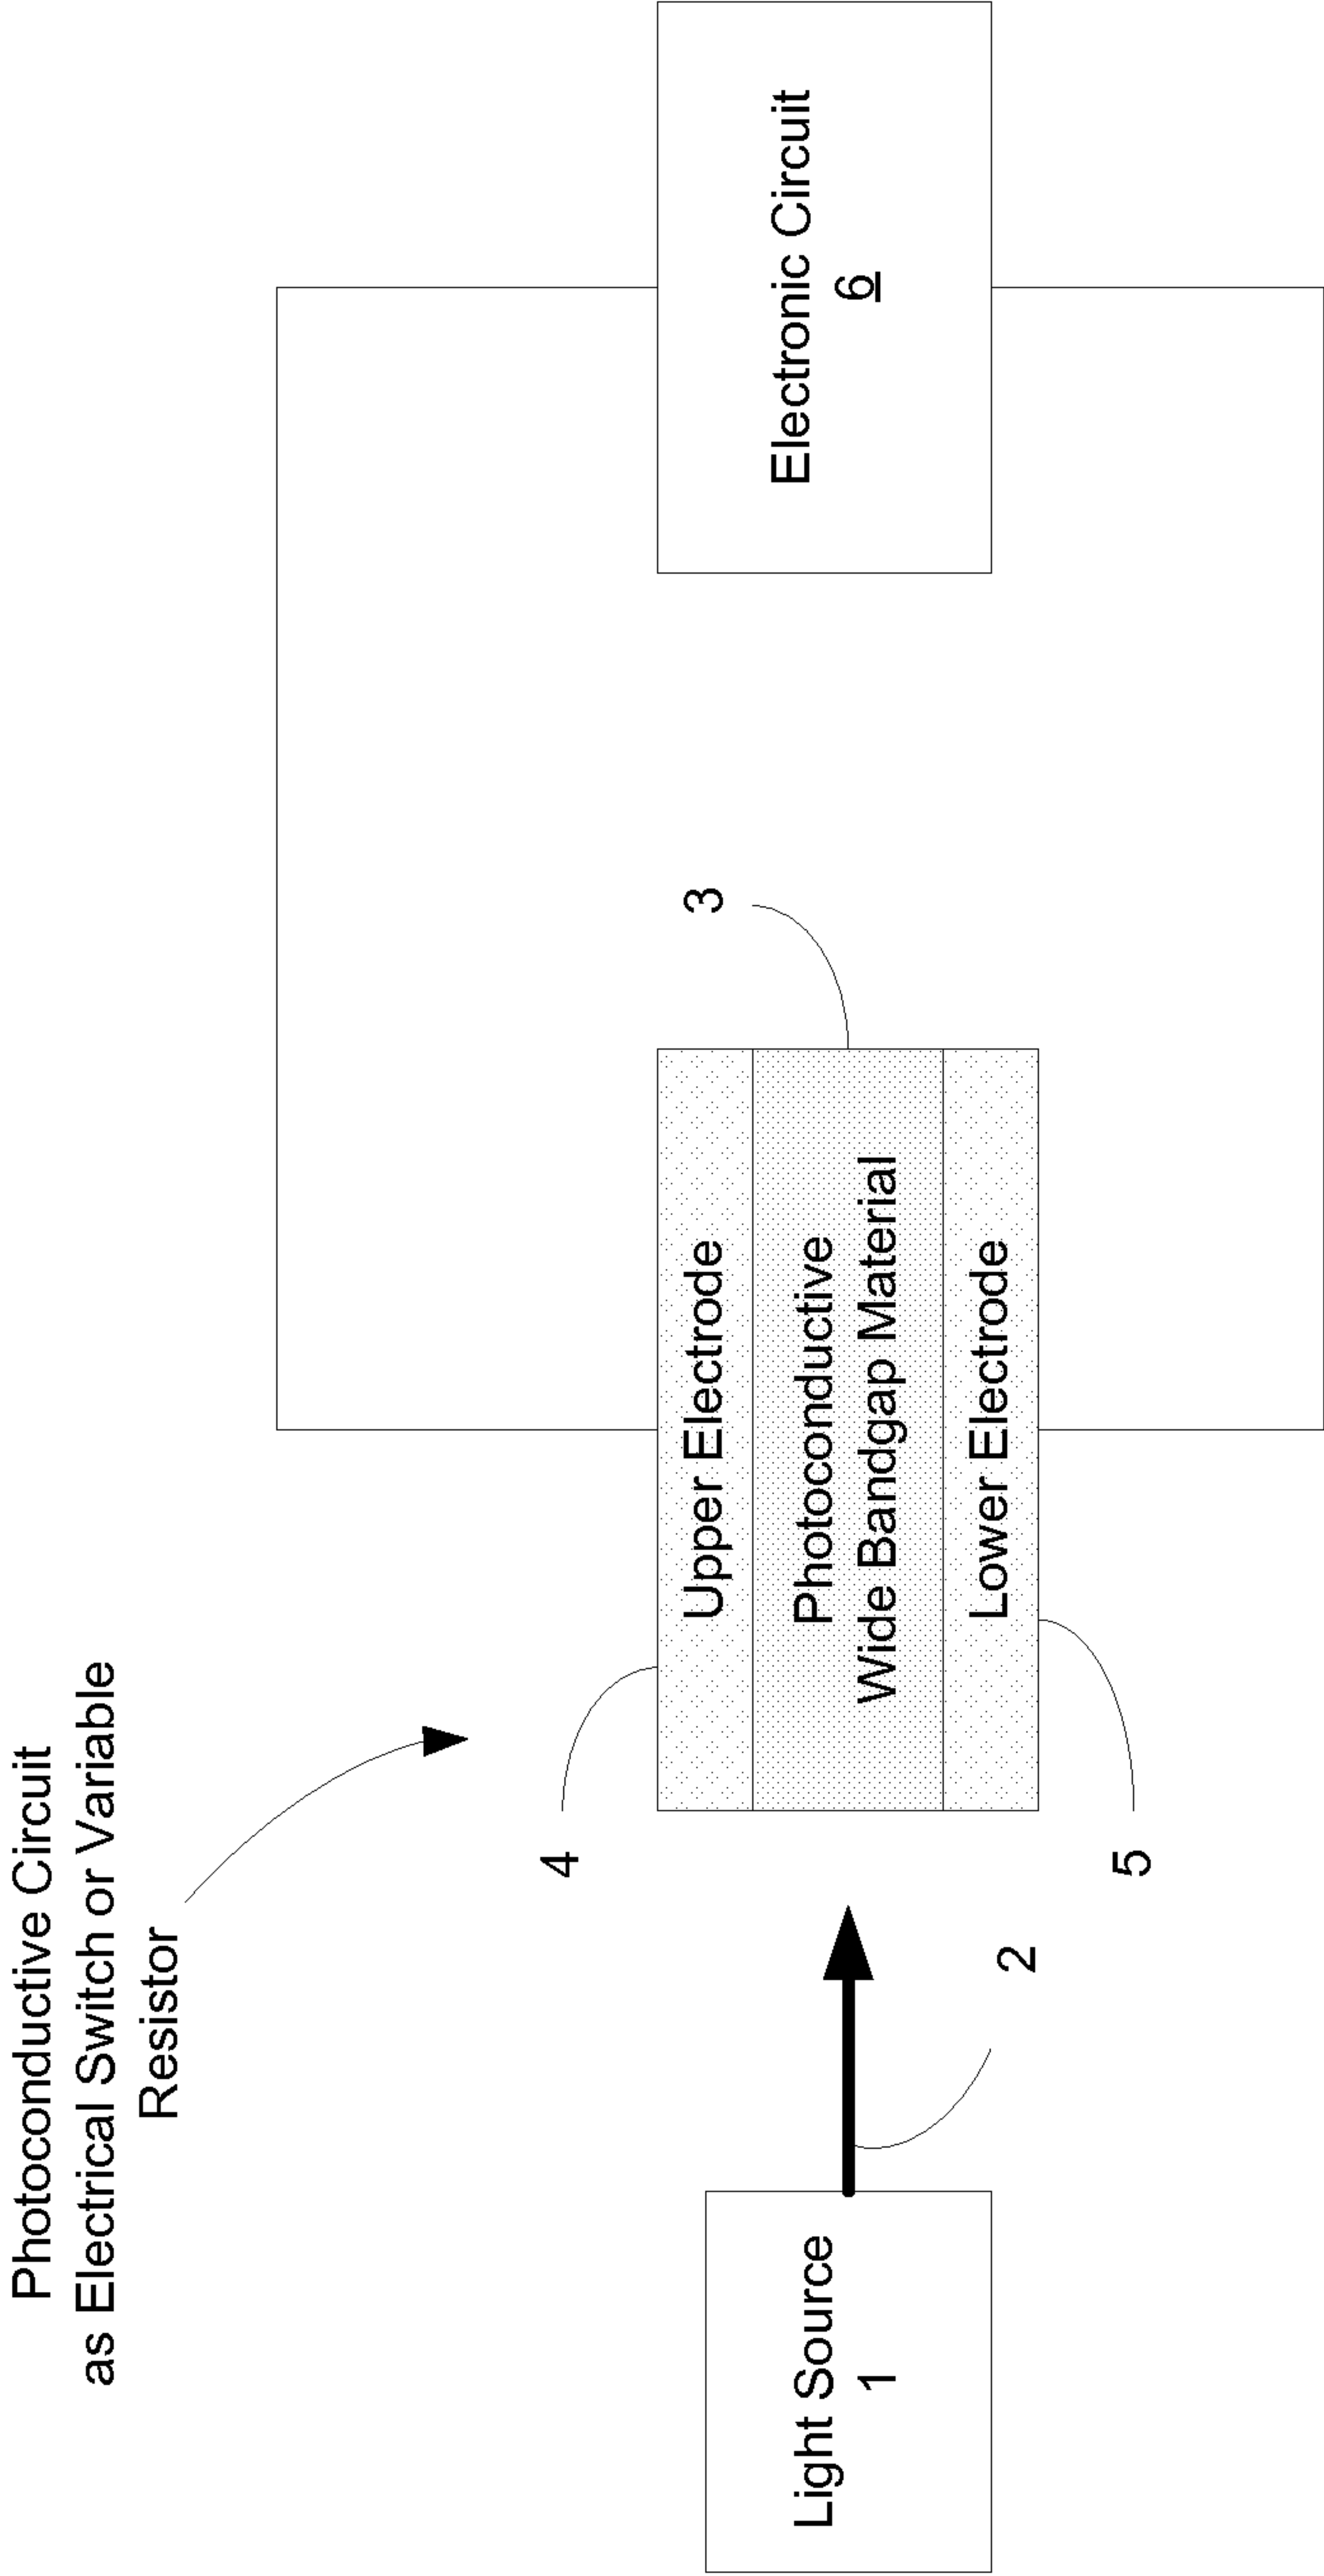 Photoconductive Circuit
as Electrical Switch or Variable
Resistor
4
Upper Electrode
3
Photoconductive
Wide Bandgap Material
Lower Electrode
5
Light Source
1
2
Electronic Circuit
6